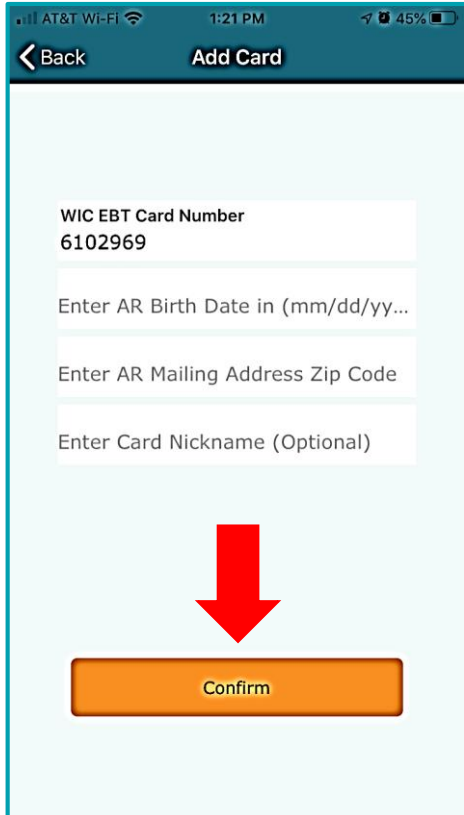 AT&T Wi-Fi 1:21 PM 45%
Back Add Card
WIC EBT Card Number
6102969
Enter AR Birth Date in (mm/dd/yy...
Enter AR Mailing Address Zip Code
Enter Card Nickname (Optional)
Confirm